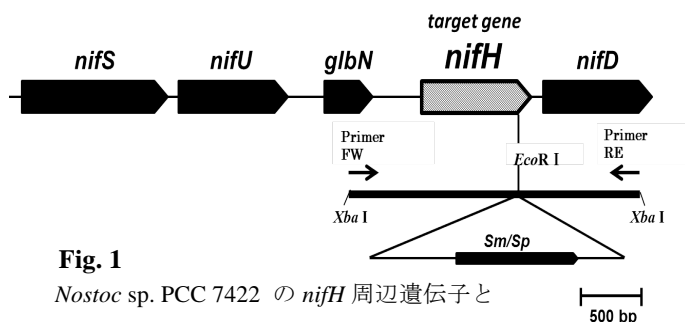 target gene
nifS nifU glbN nifH nifD
Primer FW
Primer RE
EcoR I
Xba I Xba I
Sm/Sp
Fig. 1
Nostoc sp. PCC 7422 の nifH 周辺遺伝子と
500 bp